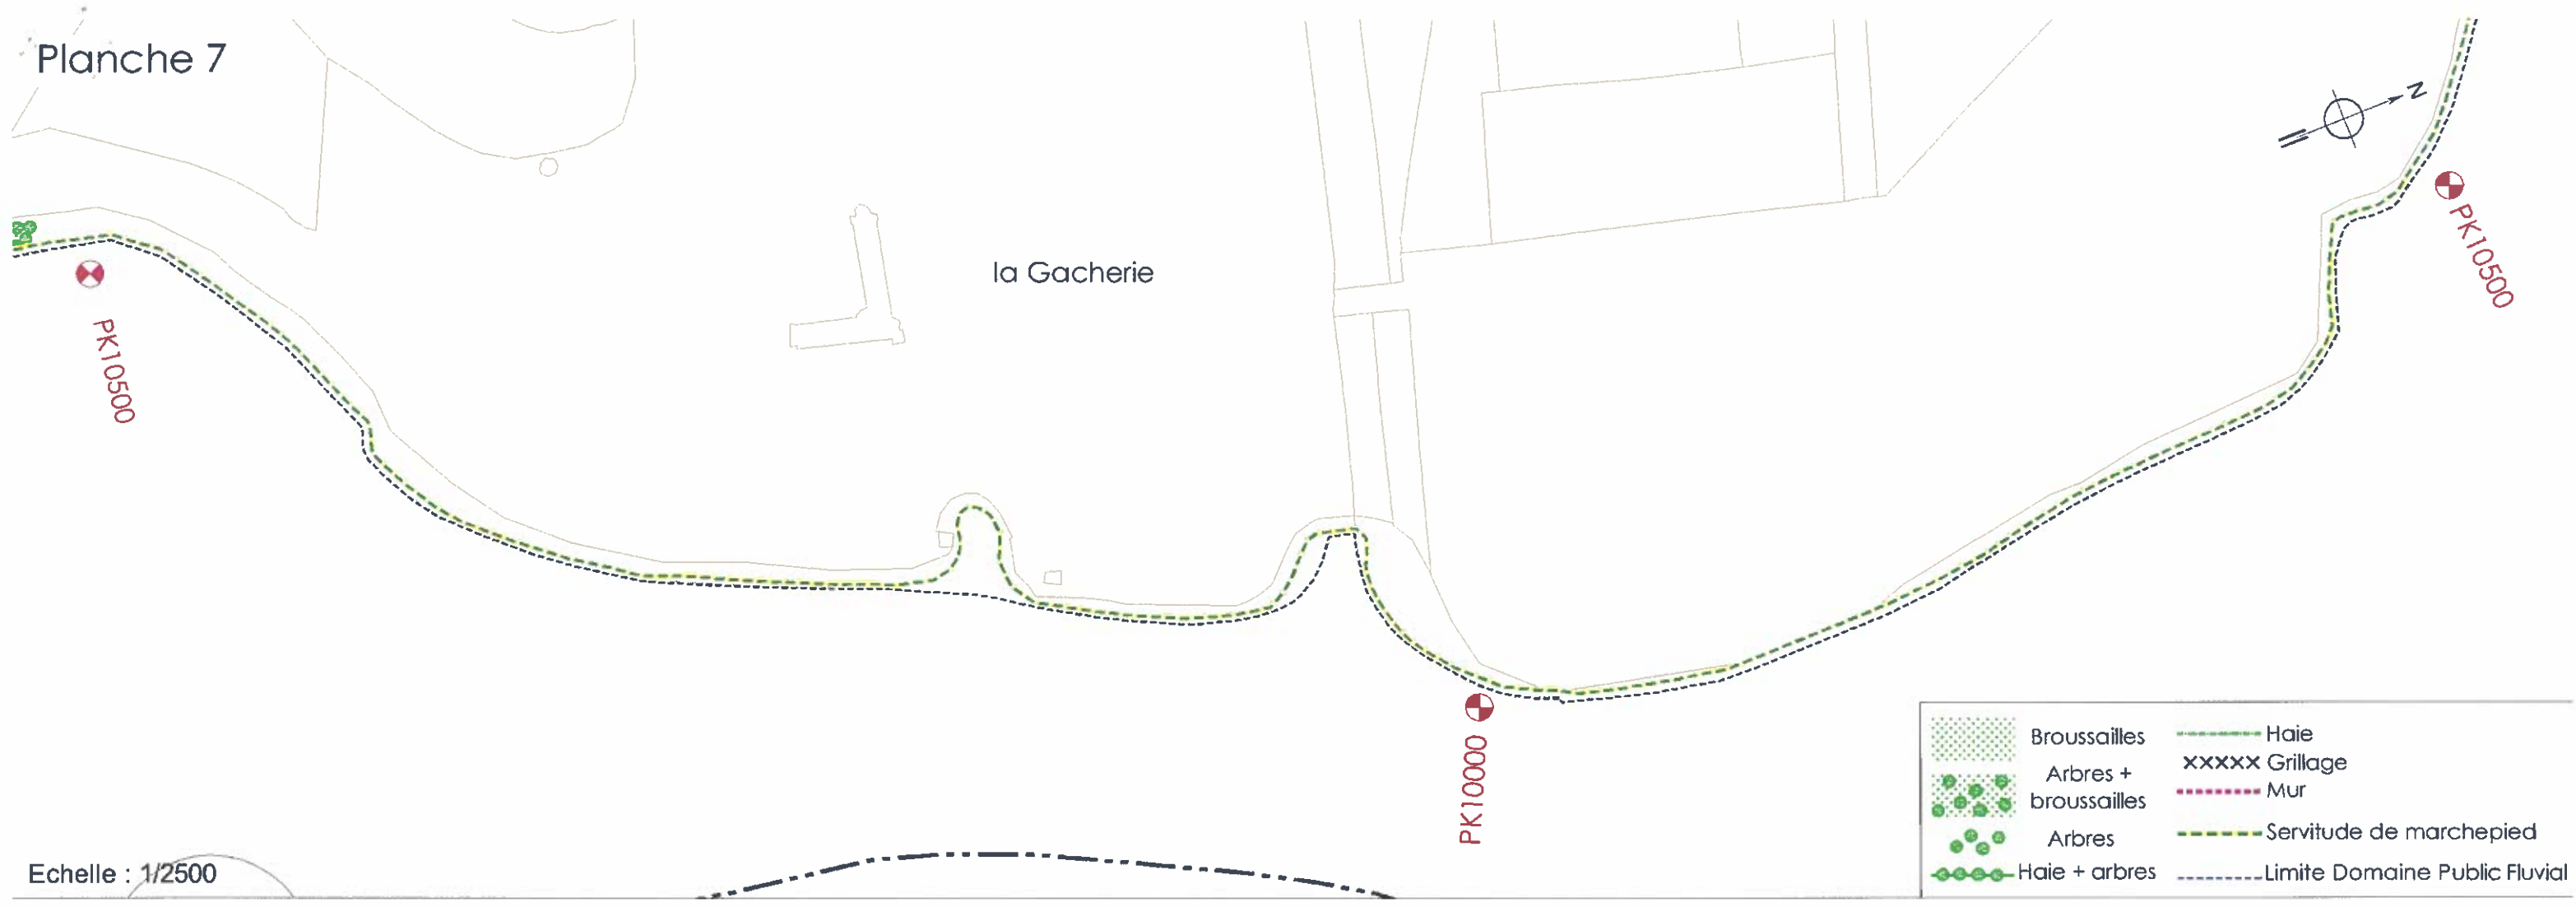 Planche 7
N
PK10500
la Gacherie
PK10500
PK10000
Broussailles
Arbres +
broussailles
Arbres
Haie + arbres
Haie
Grillage
Mur
Servitude de marchepied
Limite Domaine Public Fluvial
Echelle : 1/2500